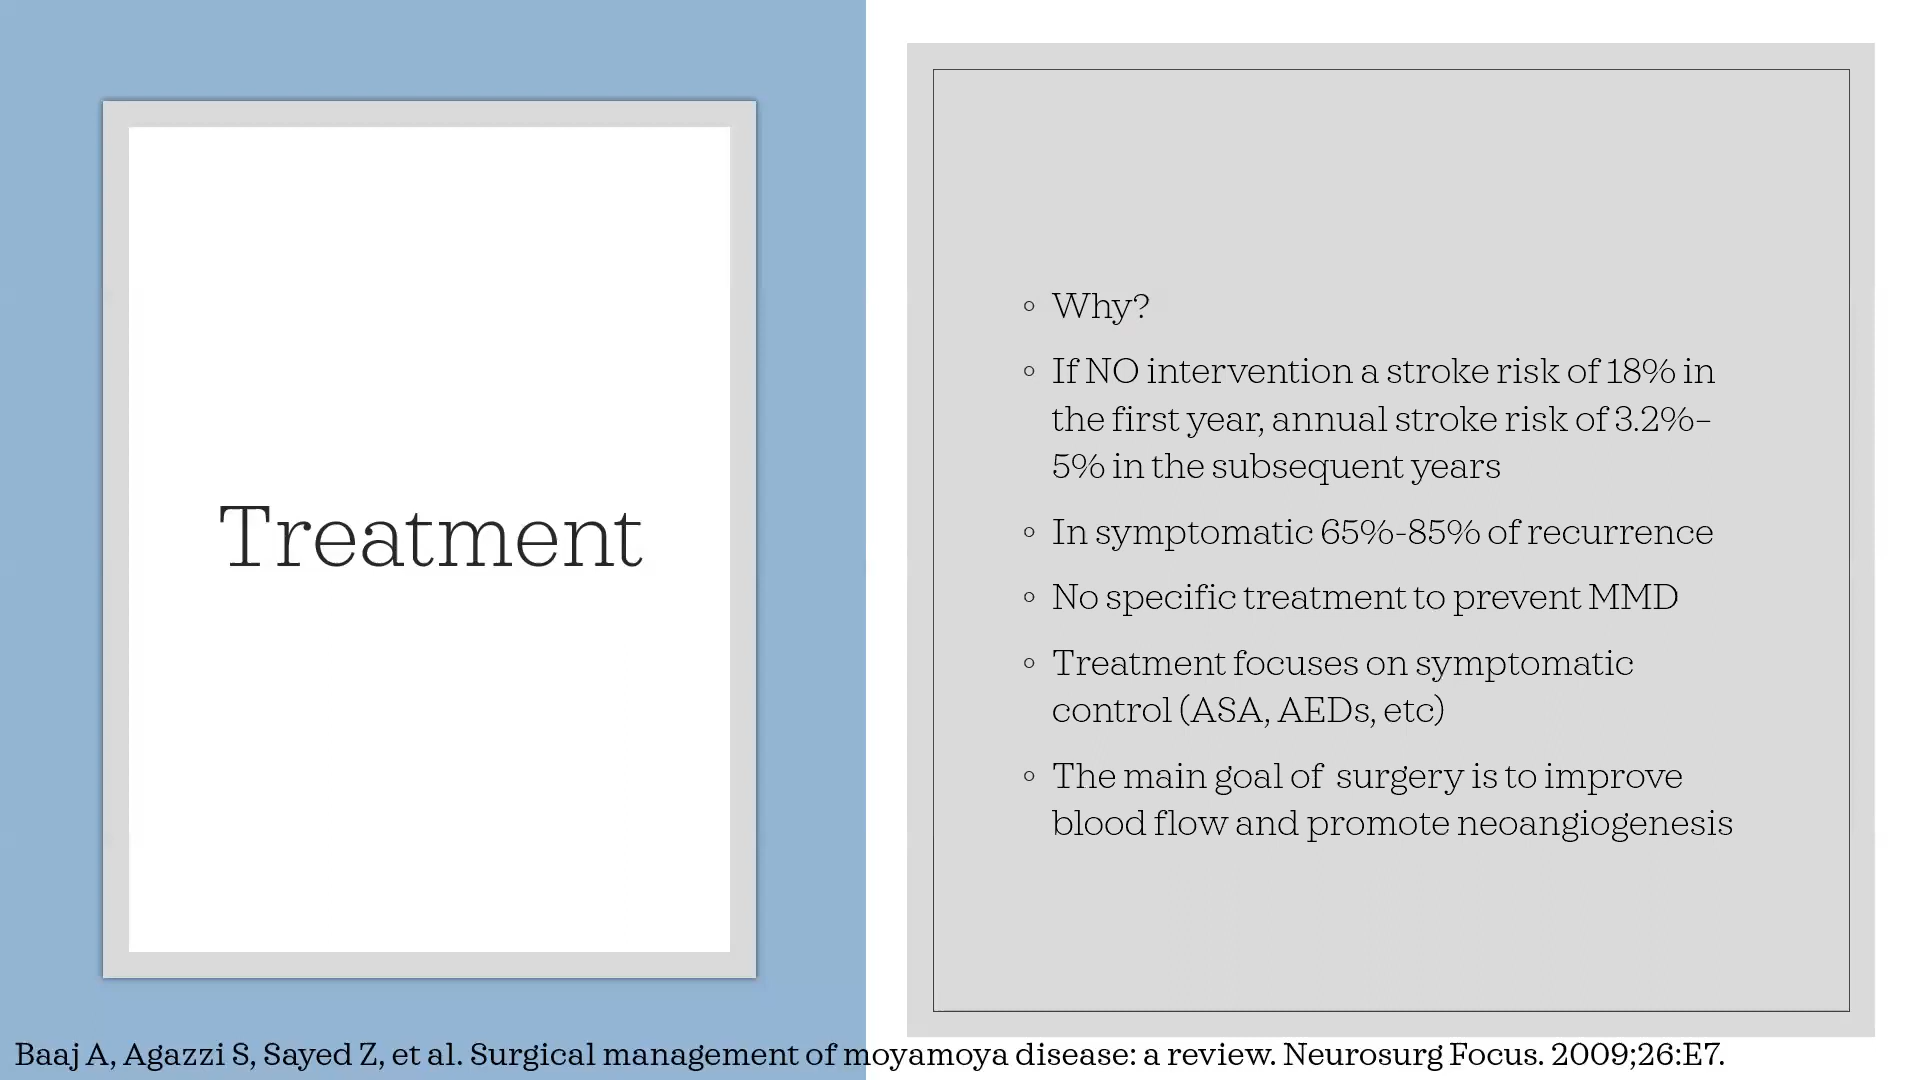 Treatment
◦ Why?
◦ If NO intervention a stroke risk of 18% in
the first year, annual stroke risk of 3.2%–
5% in the subsequent years
◦ In symptomatic 65%-85% of recurrence
◦ No specific treatment to prevent MMD
◦ Treatment focuses on symptomatic
control (ASA, AEDs, etc)
◦ The main goal of surgery is to improve
blood flow and promote neoangiogenesis
Baaj A, Agazzi S, Sayed Z, et al. Surgical management of moyamoya disease: a review. Neurosurg Focus. 2009;26:E7.